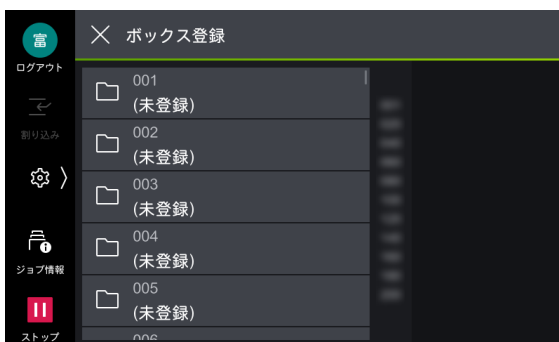 富
ログアウト
割り込み
ジョブ情報
ストップ
ボックス登録
001
(未登録)
002
(未登録)
003
(未登録)
004
(未登録)
005
(未登録)
006